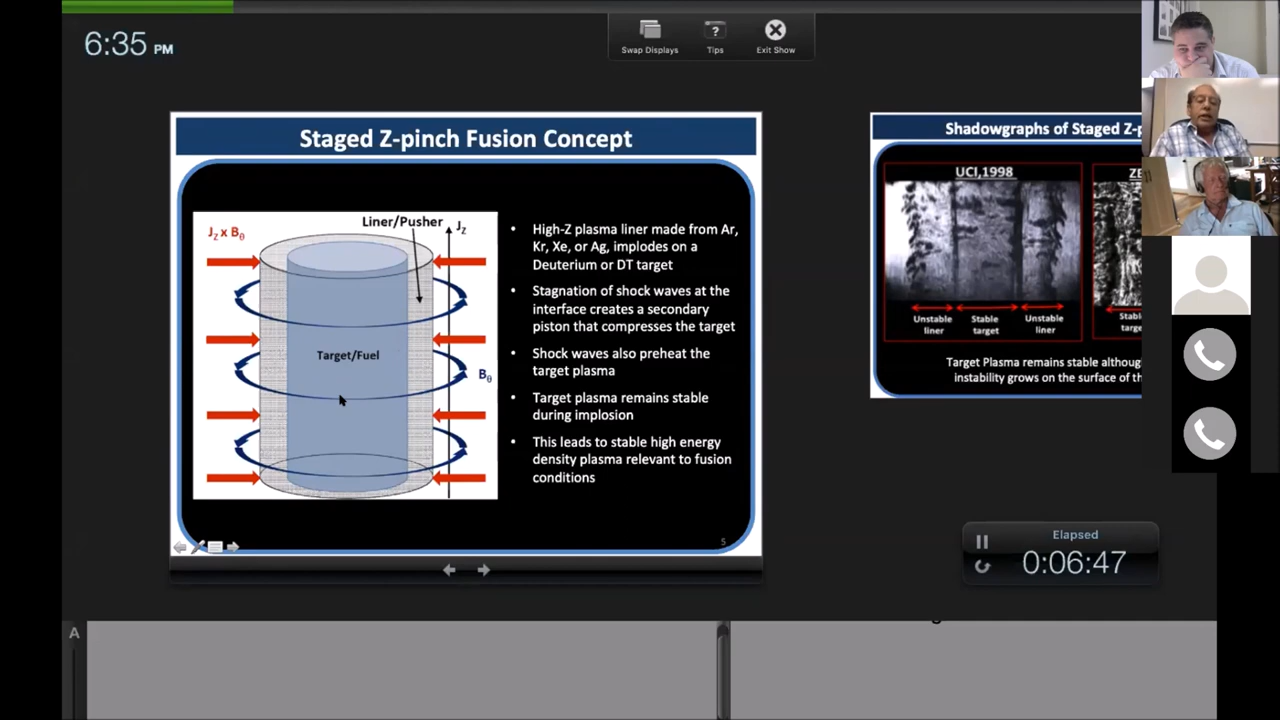 6:35 PM
Swap Displays
?
Tips
Exit Show
Staged Z-pinch Fusion Concept
Jz x Bθ
Liner/Pusher
Jz
Target/Fuel
Bθ
• High-Z plasma liner made from Ar,
Kr, Xe, or Ag, implodes on a
Deuterium or DT target
• Stagnation of shock waves at the
interface creates a secondary
piston that compresses the target
• Shock waves also preheat the
target plasma
• Target plasma remains stable
during implosion
• This leads to stable high energy
density plasma relevant to fusion
conditions
5
Shadowgraphs of Staged Z-p
UCI,1998
ZE
Unstable
liner
Stable
target
Unstable
liner
Stabl
targe
Target Plasma remains stable althoug
instability grows on the surface of th
Elapsed
0:06:47
A